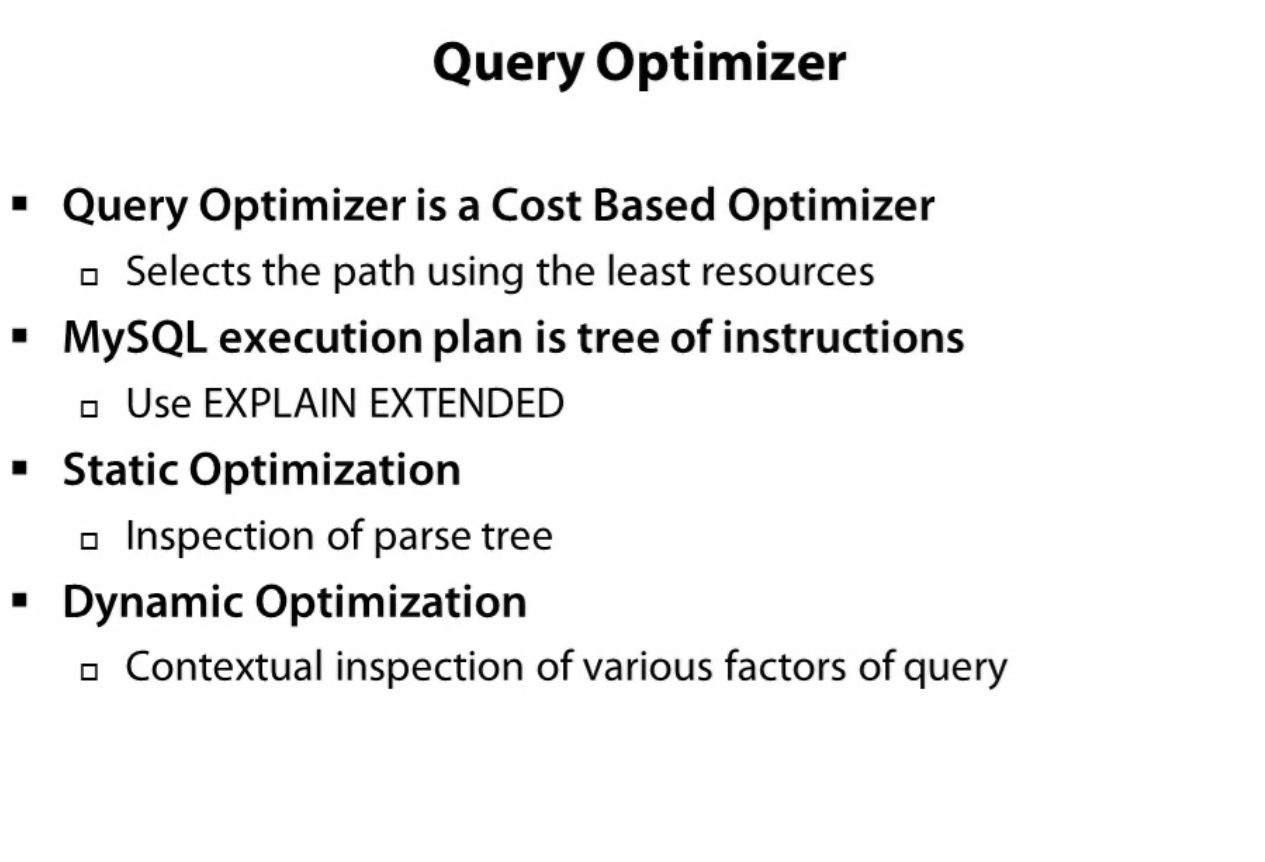 Query Optimizer
▪ Query Optimizer is a Cost Based Optimizer
▫ Selects the path using the least resources
▪ MySQL execution plan is tree of instructions
▫ Use EXPLAIN EXTENDED
▪ Static Optimization
▫ Inspection of parse tree
▪ Dynamic Optimization
▫ Contextual inspection of various factors of query